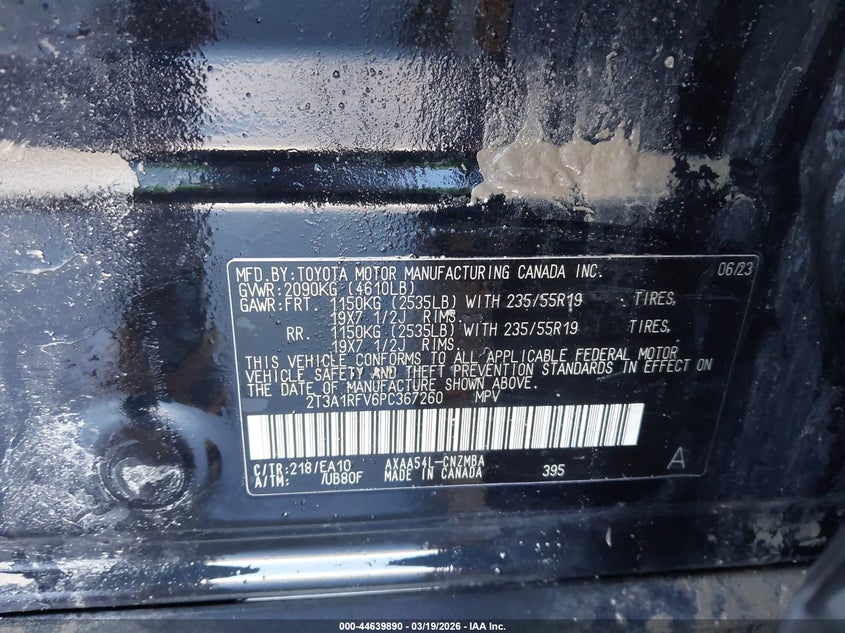 MFD.BY:TOYOTA MOTOR MANUFACTURING CANADA INC. 06/23
GVWR:2090KG (4610LB)
GAWR:FRT 1150KG (2535LB) WITH 235/55R19 TIRES,
19X7 1/2J RIMS.
RR. 1150KG (2535LB) WITH 235/55R19 TIRES,
19X7 1/2J RIMS.
THIS VEHICLE CONFORMS TO ALL APPLICABLE FEDERAL MOTOR
VEHICLE SAFETY AND THEFT PREVENTION STANDARDS IN EFFECT ON
THE DATE OF MANUFACTURE SHOWN ABOVE.
2T3A1RFV6PC367260 MPV
C/TR:218/EA10 AXAA54L-CNZMBA 395 A
A/TM: /UB80F MADE IN CANADA
000-44639890 — 03/19/2026 — IAA Inc.